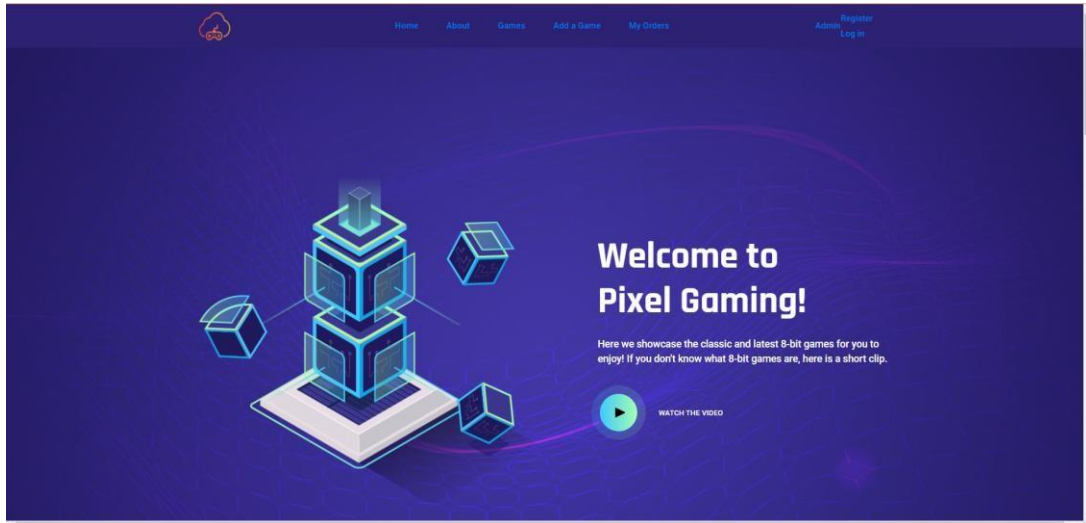 Home About Games Add a Game My Orders Admin Register
Log in
Welcome to
Pixel Gaming!
Here we showcase the classic and latest 8-bit games for you to
enjoy! If you don't know what 8-bit games are, here is a short clip.
WATCH THE VIDEO